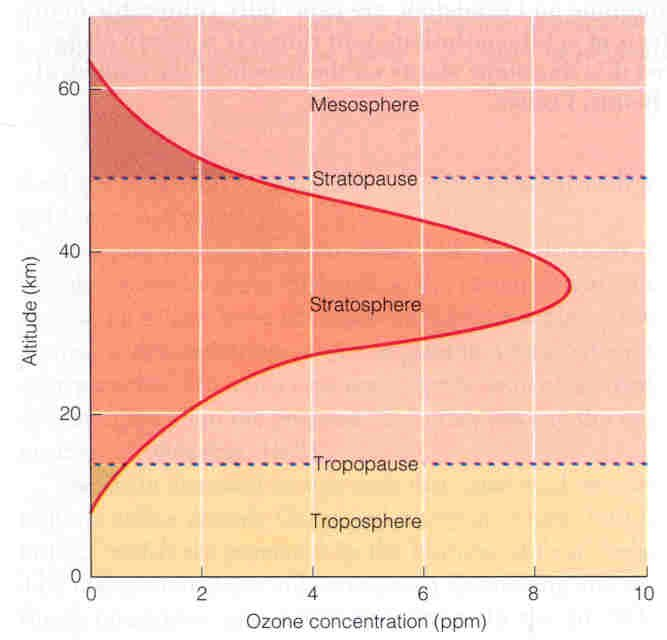 60
Mesosphere
Stratopause
40
Stratosphere
Altitude (km)
20
Tropopause
Troposphere
0
0 2 4 6 8 10
Ozone concentration (ppm)